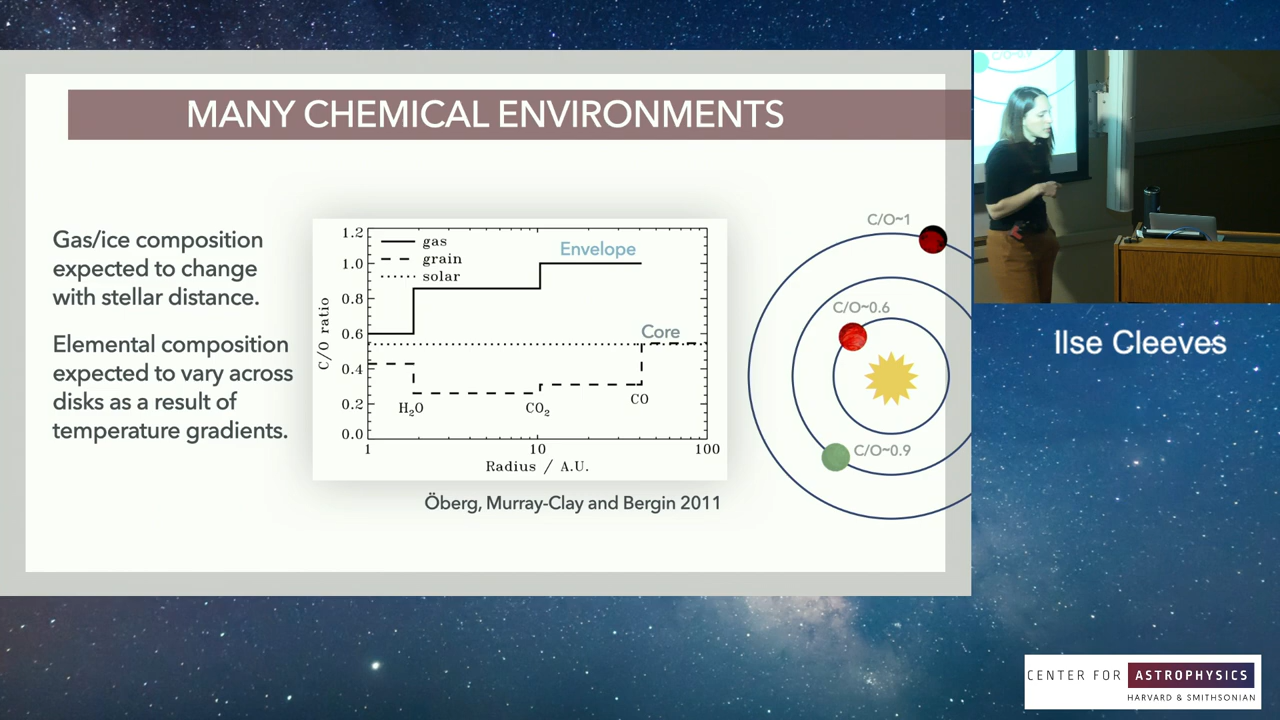 MANY CHEMICAL ENVIRONMENTS
Gas/ice composition
expected to change
with stellar distance.
Elemental composition
expected to vary across
disks as a result of
temperature gradients.
gas
grain
solar
Envelope
Core
C/O ratio
1.2
1.0
0.8
0.6
0.4
0.2
0.0
H₂O
CO₂
CO
1
10
100
Radius / A.U.
Öberg, Murray-Clay and Bergin 2011
C/O~1
C/O~0.6
C/O~0.9
Ilse Cleeves
CENTER FOR ASTROPHYSICS
HARVARD & SMITHSONIAN